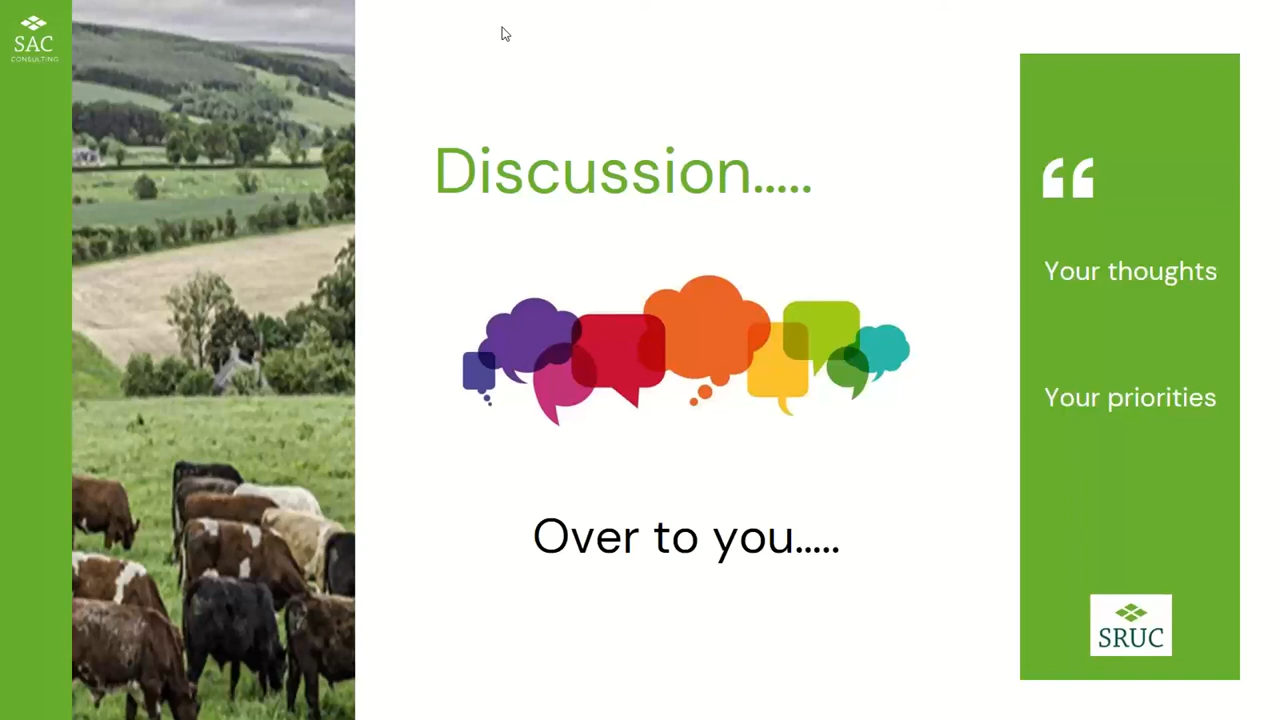 SAC
CONSULTING
Discussion.....
“
Your thoughts
Your priorities
Over to you.....
SRUC